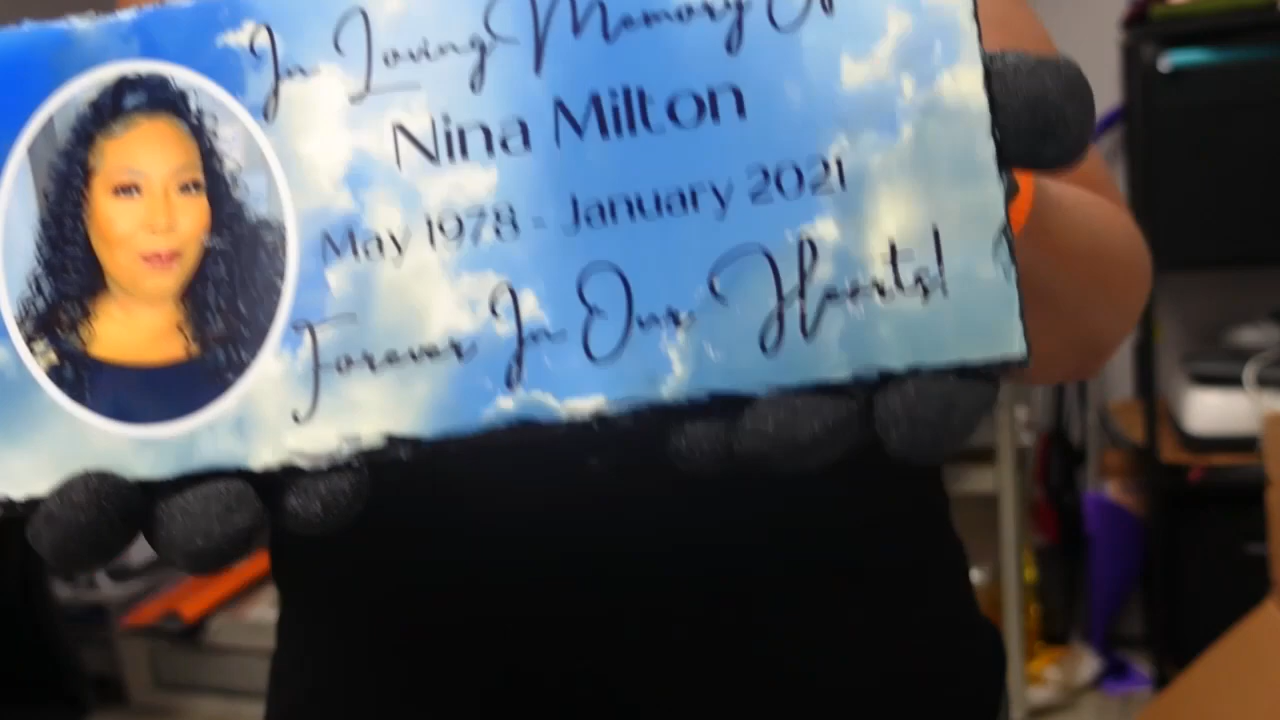 In Loving Memory Of
Nina Milton
May 1978 - January 2021
Forever In Our Hearts!